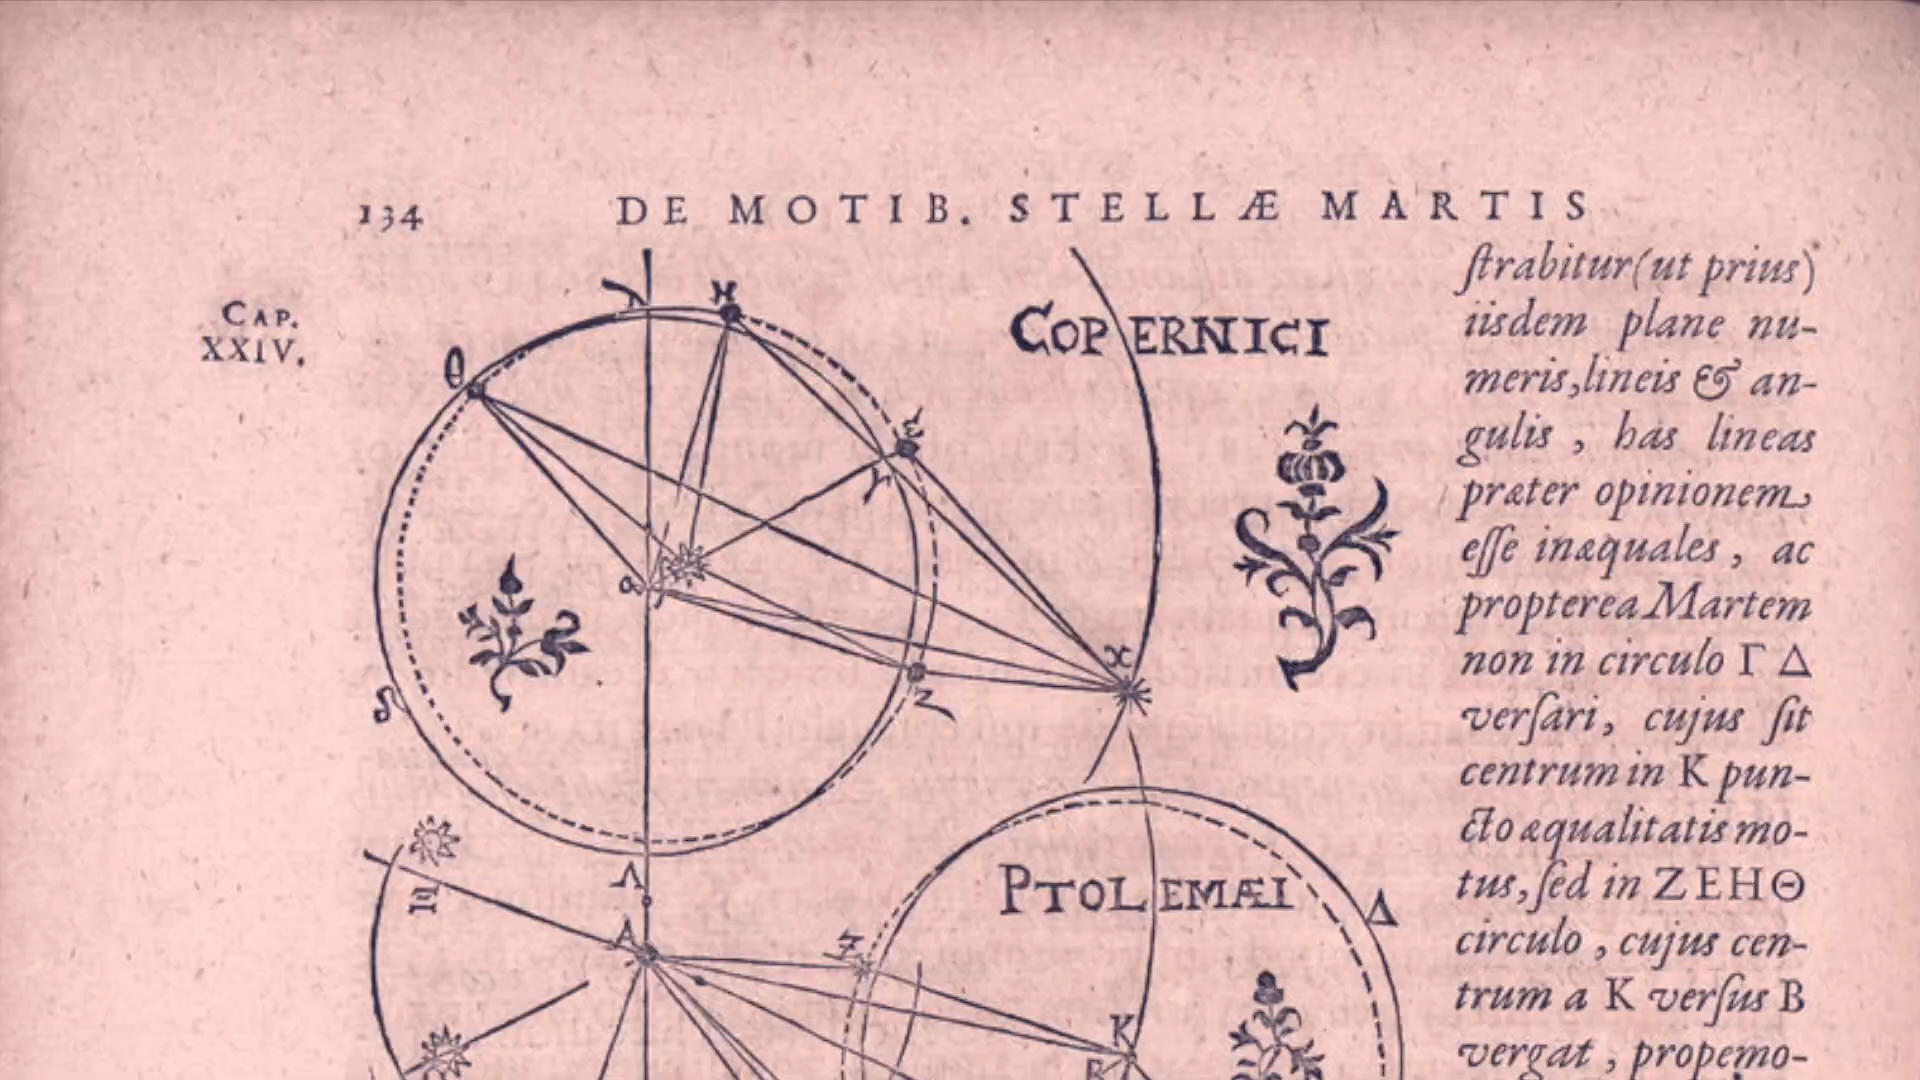 134
DE MOTIB. STELLÆ MARTIS
CAP.
XXIV.
COPERNICI
ſtrabitur (ut prius)
iisdem plane nu-
meris, lineis & an-
gulis, has lineas
præter opinionem
eſſe inæquales, ac
propterea Martem
non in circulo Γ Δ
verſari, cujus ſit
centrum in K pun-
cto æqualitatis mo-
tus, ſed in ZEHΘ
circulo, cujus cen-
trum a K verſus B
vergat, propemo-
θ
H
α
δ
Z
x
PTOLEMÆI
Δ
A
Z
K
B